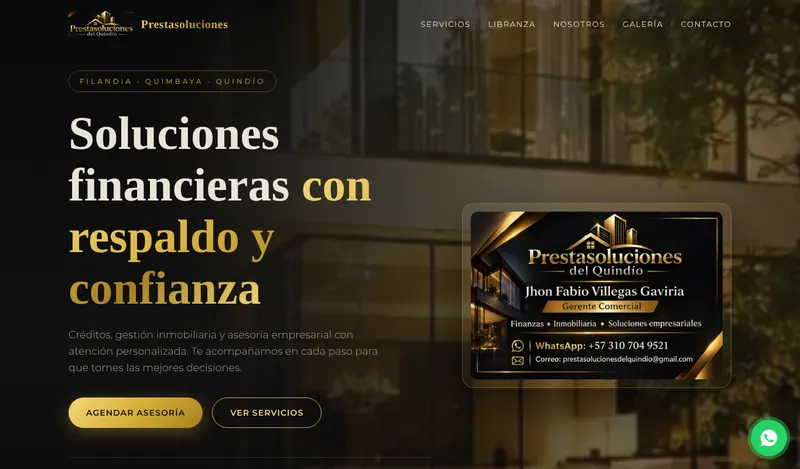 Prestasoluciones
del Quindío
Prestasoluciones
SERVICIOS LIBRANZA NOSOTROS GALERÍA CONTACTO
FILANDIA · QUIMBAYA · QUINDÍO
Soluciones
financieras con
respaldo y
confianza
Créditos, gestión inmobiliaria y asesoría empresarial con
atención personalizada. Te acompañamos en cada paso para
que tomes las mejores decisiones.
AGENDAR ASESORÍA VER SERVICIOS
Prestasoluciones
del Quindío
Jhon Fabio Villegas Gaviria
Gerente Comercial
Finanzas • Inmobiliaria • Soluciones empresariales
WhatsApp: +57 310 704 9521
Correo: prestasolucionesdelquindio@gmail.com